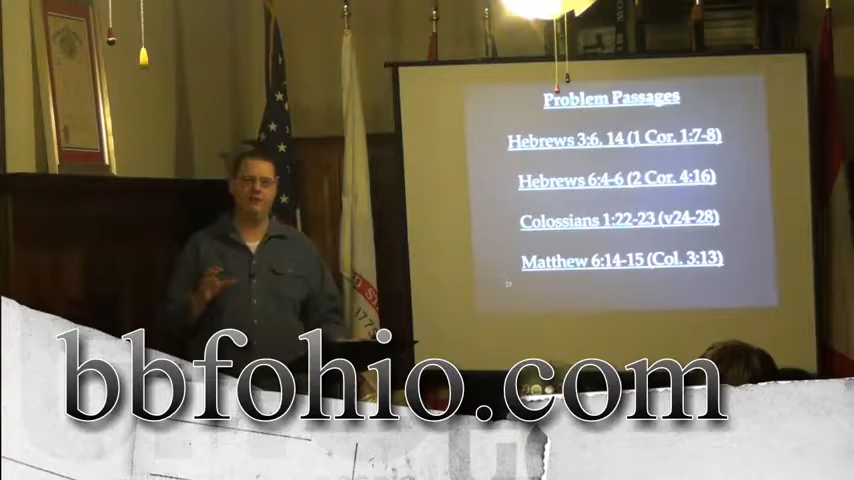 Problem Passages
Hebrews 3:6, 14 (1 Cor. 1:7-8)
Hebrews 6:4-6 (2 Cor. 4:16)
Colossians 1:22-23 (v24-28)
Matthew 6:14-15 (Col. 3:13)
bbfohio.com